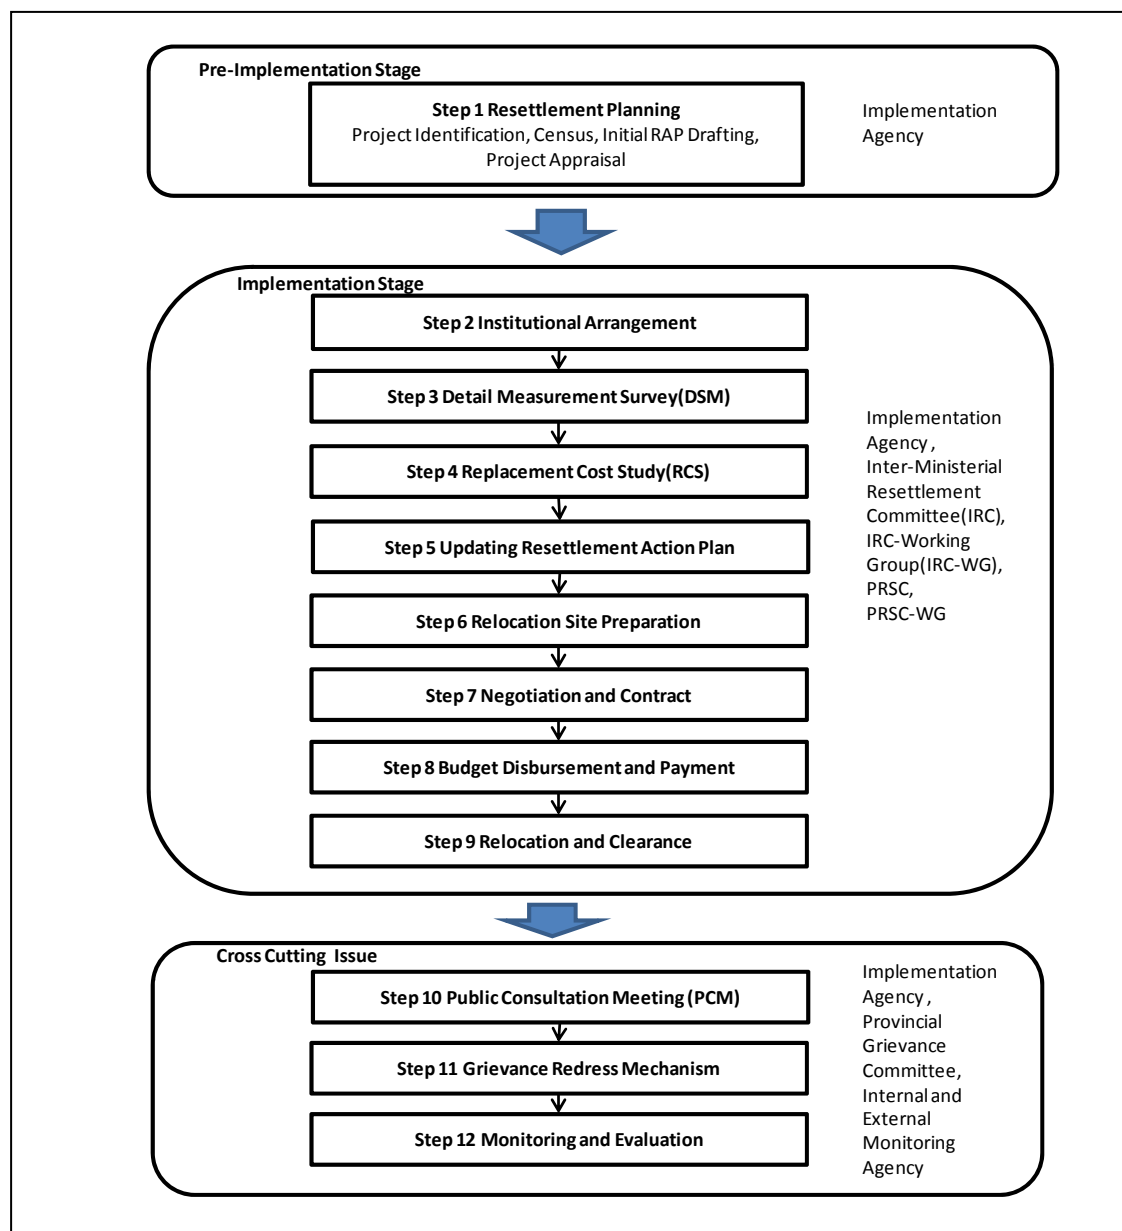 Pre-Implementation Stage
Step 1 Resettlement Planning
Project Identification, Census, Initial RAP Drafting,
Project Appraisal
Implementation
Agency
Implementation Stage
Step 2 Institutional Arrangement
Step 3 Detail Measurement Survey(DSM)
Step 4 Replacement Cost Study(RCS)
Step 5 Updating Resettlement Action Plan
Step 6 Relocation Site Preparation
Step 7 Negotiation and Contract
Step 8 Budget Disbursement and Payment
Step 9 Relocation and Clearance
Implementation
Agency ,
Inter-Ministerial
Resettlement
Committee(IRC),
IRC-Working
Group(IRC-WG),
PRSC,
PRSC-WG
Cross Cutting Issue
Step 10 Public Consultation Meeting (PCM)
Step 11 Grievance Redress Mechanism
Step 12 Monitoring and Evaluation
Implementation
Agency ,
Provincial
Grievance
Committee,
Internal and
External
Monitoring
Agency